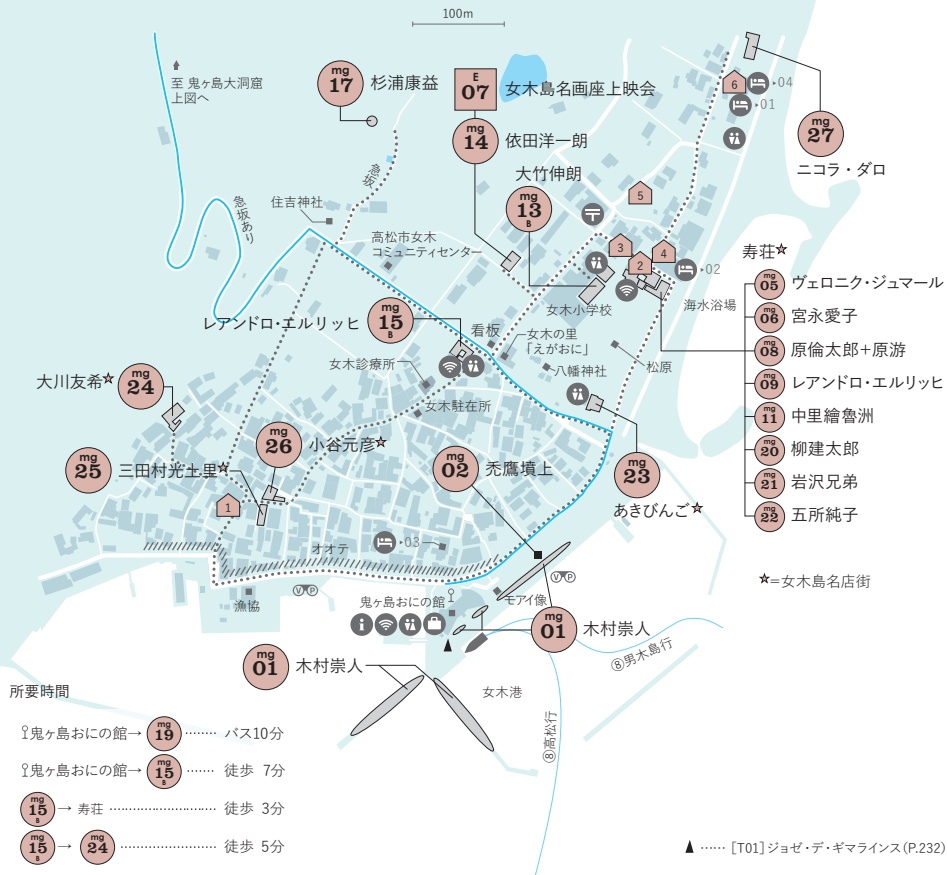 100m
至 鬼ヶ島大洞窟
上図へ
mg
17
杉浦康益
E
07
女木島名画座上映会
mg
14
依田洋一朗
大竹伸朗
mg
13
B
6
04
01
mg
27
ニコラ・ダロ
急坂
急坂あり
住吉神社
高松市女木
コミュニティセンター
5
3
4
2
02
女木小学校
海水浴場
寿荘☆
mg
05
ヴェロニク・ジュマール
mg
06
宮永愛子
mg
08
原倫太郎+原游
mg
09
レアンドロ・エルリッヒ
mg
11
中里繪魯洲
mg
20
柳建太郎
mg
21
岩沢兄弟
mg
22
五所純子
☆=女木島名店街
レアンドロ・エルリッヒ
mg
15
B
看板
女木の里
「えがおに」
松原
八幡神社
女木診療所
女木駐在所
大川友希☆
mg
24
mg
26
小谷元彦☆
mg
25
三田村光土里☆
1
mg
02
禿鷹墳上
mg
23
あきびんご☆
オオテ
03
漁協
V P
V P
鬼ヶ島おにの館
モアイ像
mg
01
木村崇人
mg
01
木村崇人
女木港
⑧男木島行
⑧高松行
所要時間
鬼ヶ島おにの館→ mg 19 ……… バス10分
鬼ヶ島おにの館→ mg 15 B ……… 徒歩 7分
mg 15 B → 寿荘 ……………… 徒歩 3分
mg 15 B → mg 24 ……………… 徒歩 5分
▲ …… [T01]ジョゼ・デ・ギマラインス(P.232)